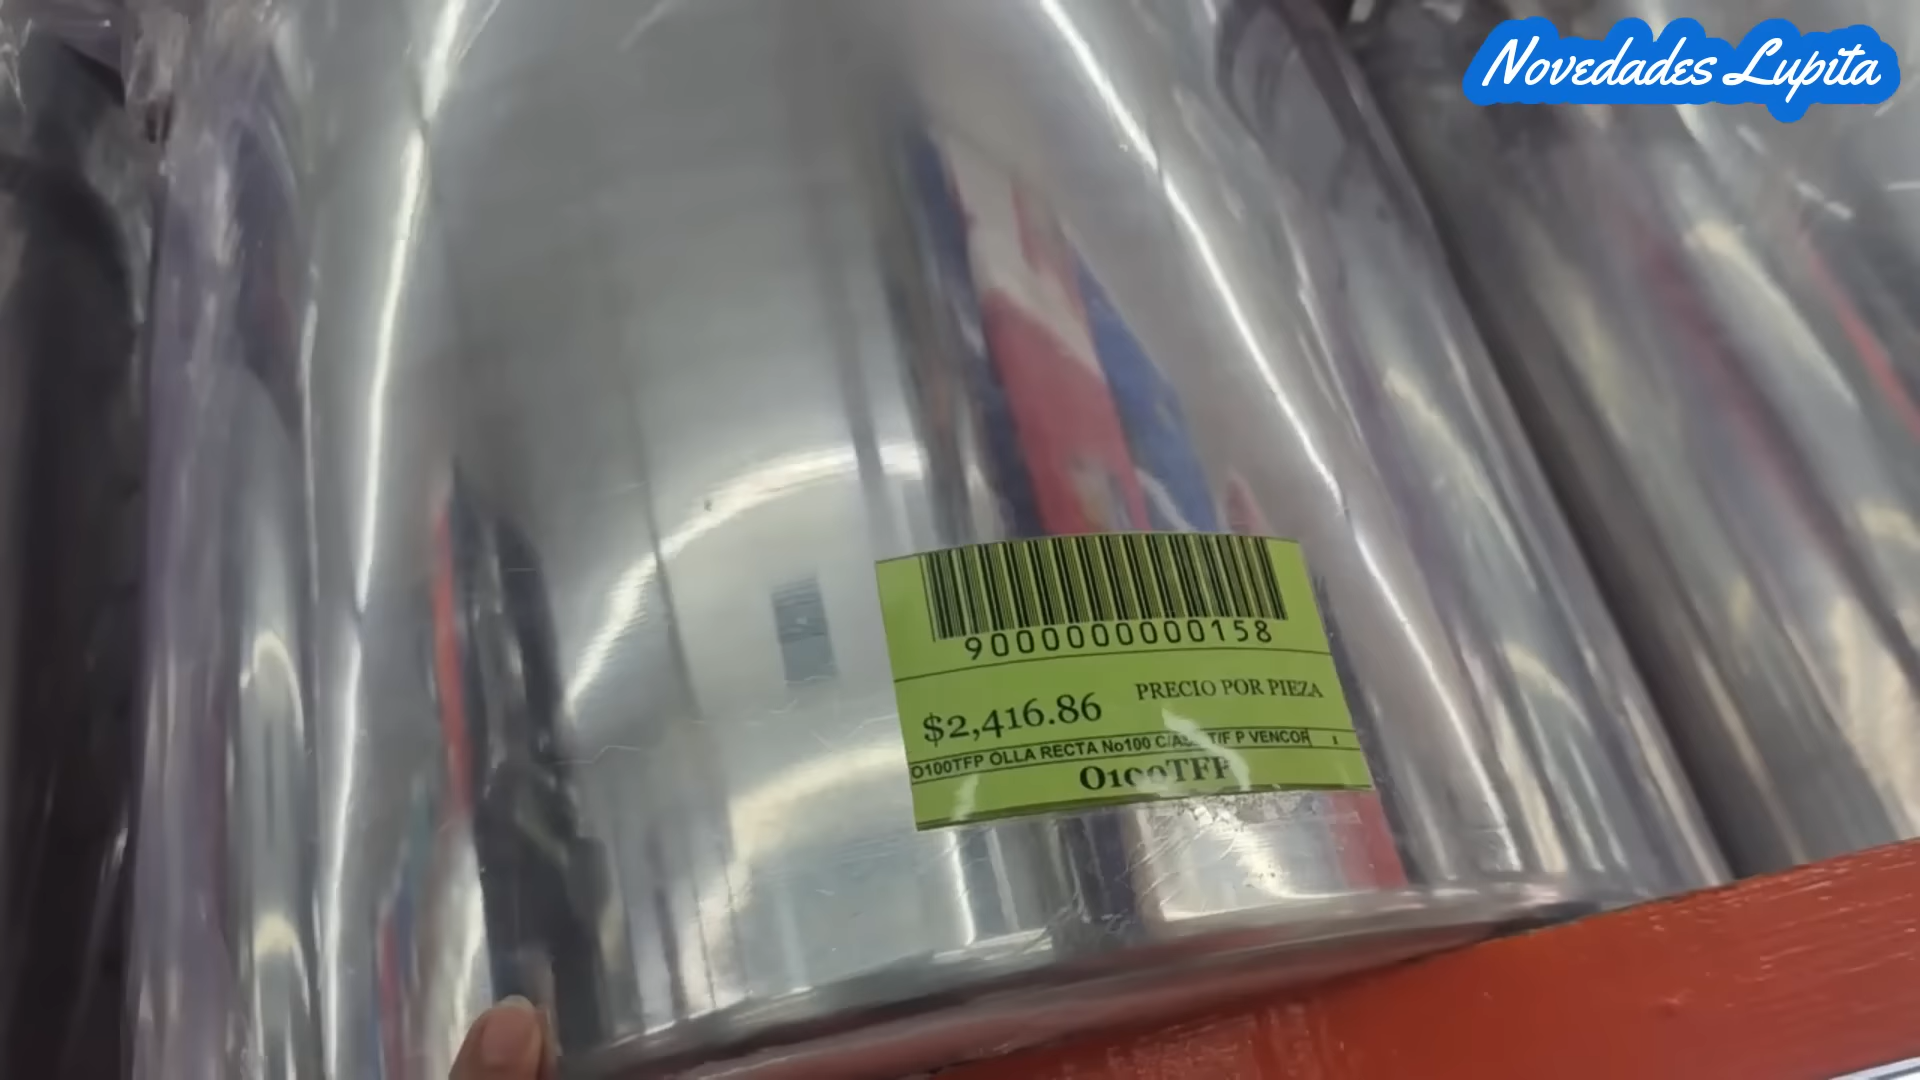 Novedades Lupita
9000000000158
$2,416.86 PRECIO POR PIEZA
O100TFP OLLA RECTA No100 T/F P VENCOR
O100TFP